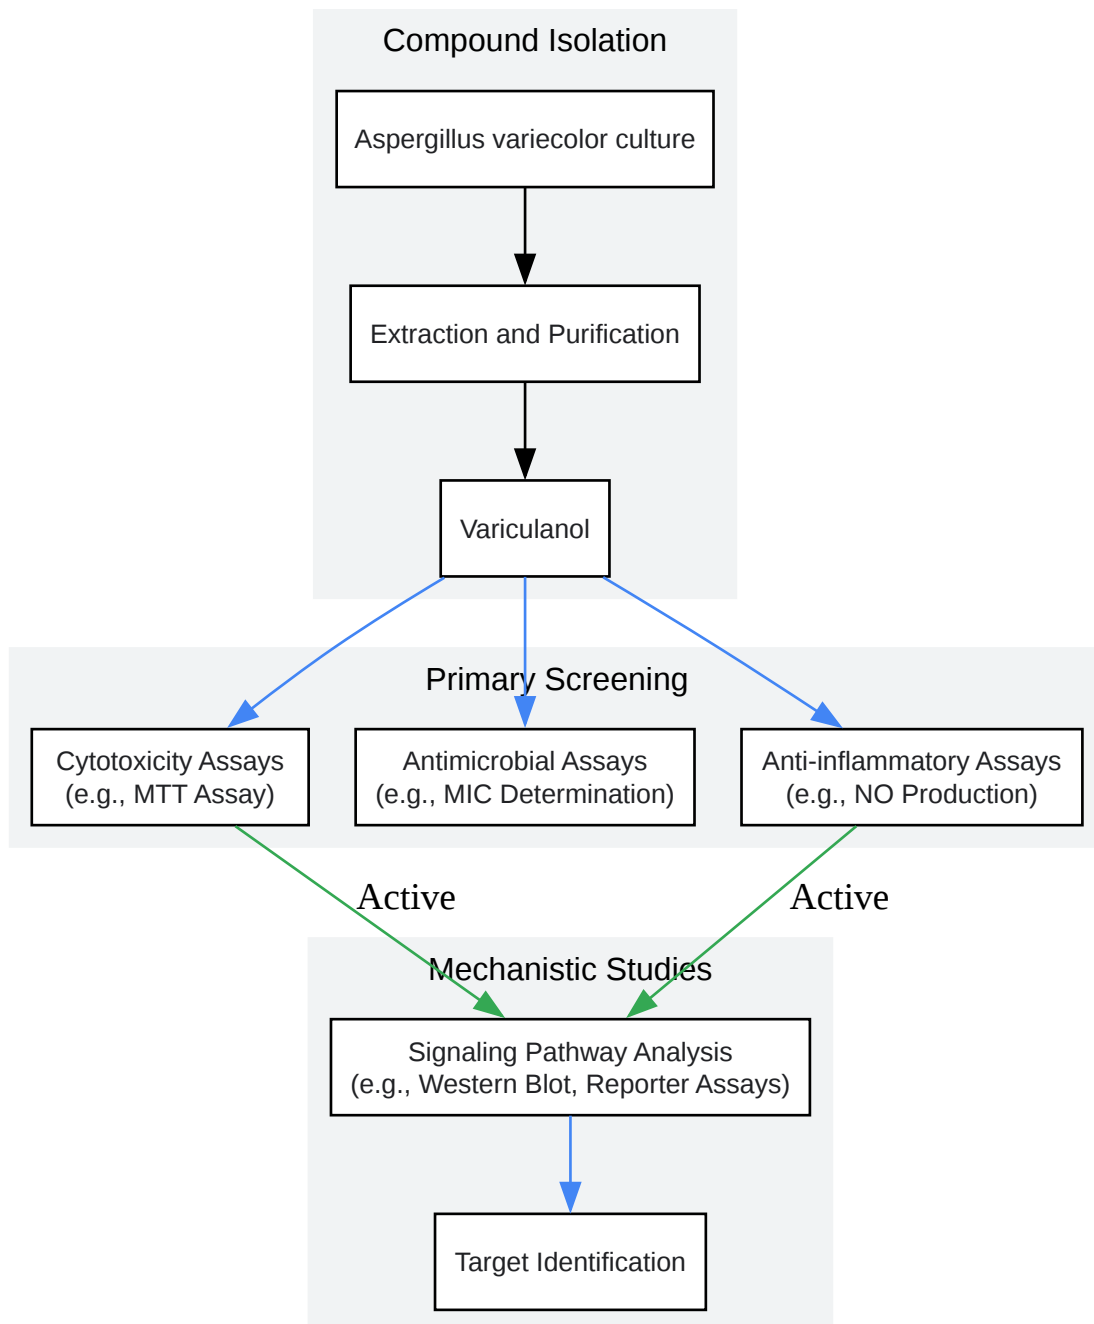 Compound Isolation
Aspergillus variecolor culture
Extraction and Purification
Variculanol
Primary Screening
Cytotoxicity Assays
(e.g., MTT Assay)
Antimicrobial Assays
(e.g., MIC Determination)
Anti-inflammatory Assays
(e.g., NO Production)
Active
Active
Mechanistic Studies
Signaling Pathway Analysis
(e.g., Western Blot, Reporter Assays)
Target Identification